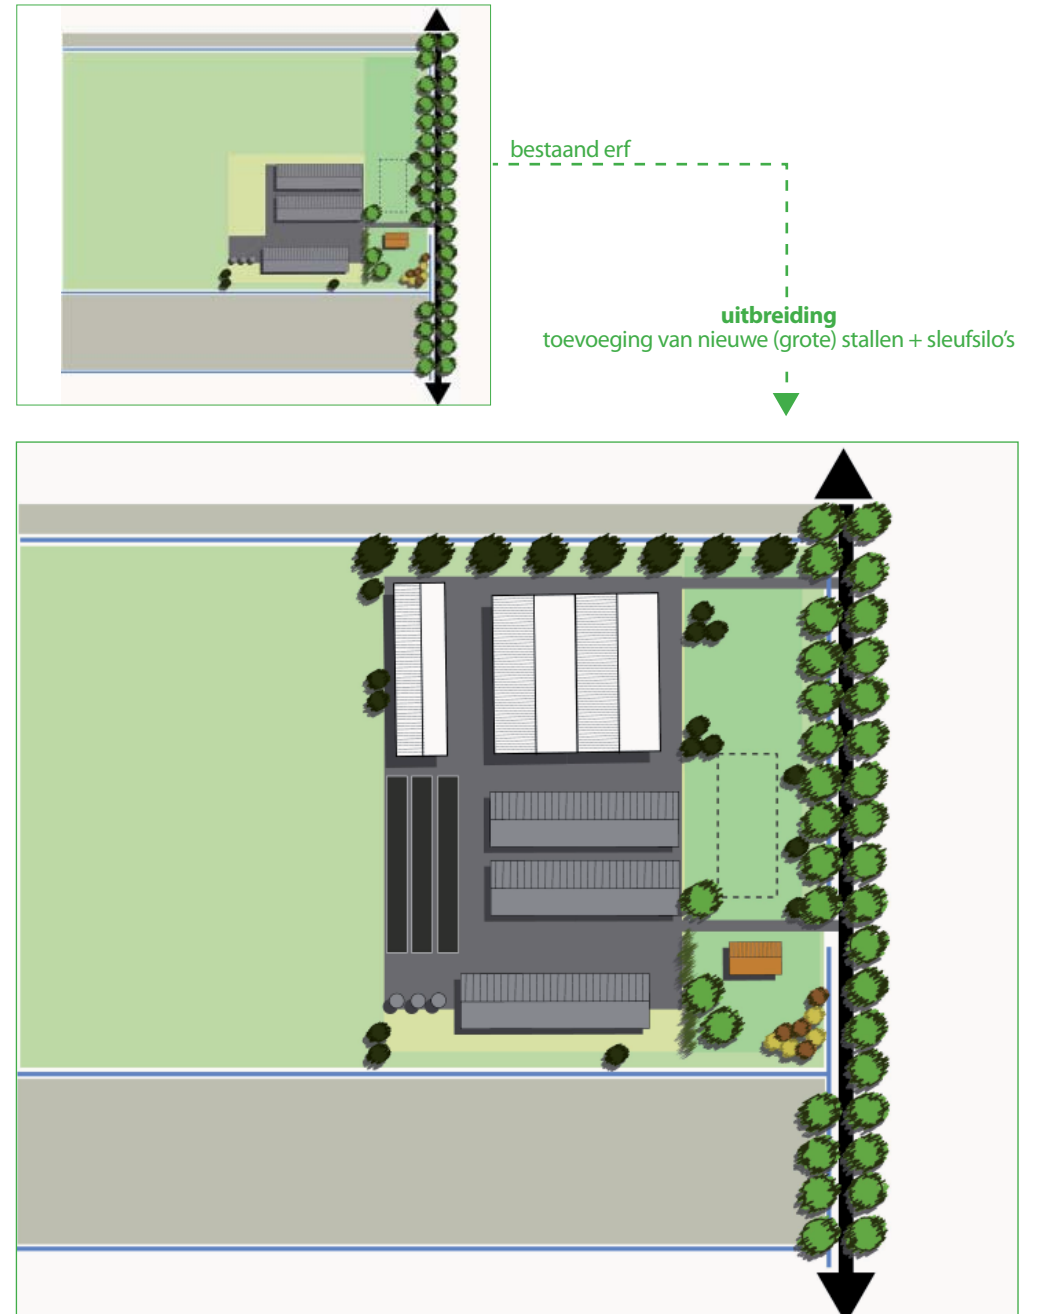 bestaand erf
uitbreiding
toevoeging van nieuwe (grote) stallen + sleufsilo's